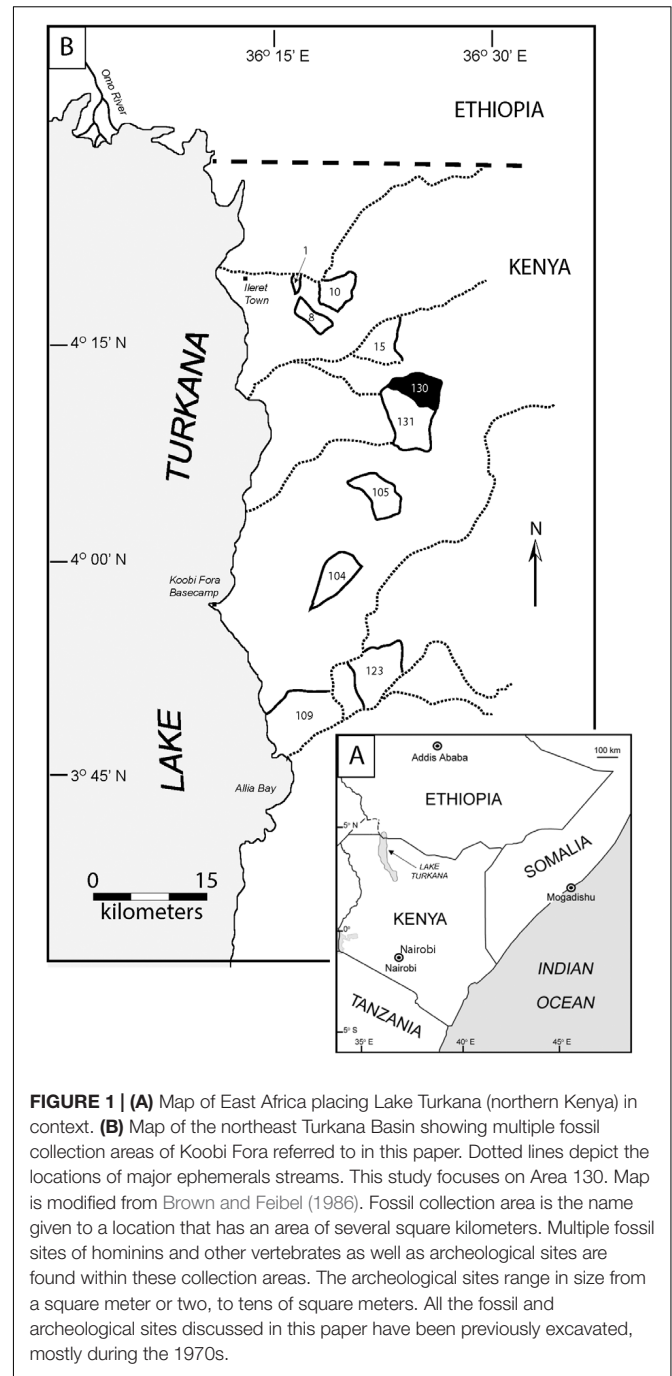 B
36° 15' E
36° 30' E
Omo River
ETHIOPIA
KENYA
1
10
Ileret
Town
8
15
4° 15' N
130
131
TURKANA
105
N
4° 00' N
104
Koobi Fora
Basecamp
123
109
LAKE
3° 45' N
Allia Bay
0 15
kilometers
A
100 km
Addis Ababa
ETHIOPIA
5° N
LAKE
TURKANA
SOMALIA
Mogadishu
KENYA
0°
Nairobi
Nairobi
INDIAN
OCEAN
TANZANIA
5° S
35° E
40° E
45° E
FIGURE 1 | (A) Map of East Africa placing Lake Turkana (northern Kenya) in
context. (B) Map of the northeast Turkana Basin showing multiple fossil
collection areas of Koobi Fora referred to in this paper. Dotted lines depict the
locations of major ephemerals streams. This study focuses on Area 130. Map
is modified from Brown and Feibel (1986). Fossil collection area is the name
given to a location that has an area of several square kilometers. Multiple fossil
sites of hominins and other vertebrates as well as archeological sites are
found within these collection areas. The archeological sites range in size from
a square meter or two, to tens of square meters. All the fossil and
archeological sites discussed in this paper have been previously excavated,
mostly during the 1970s.